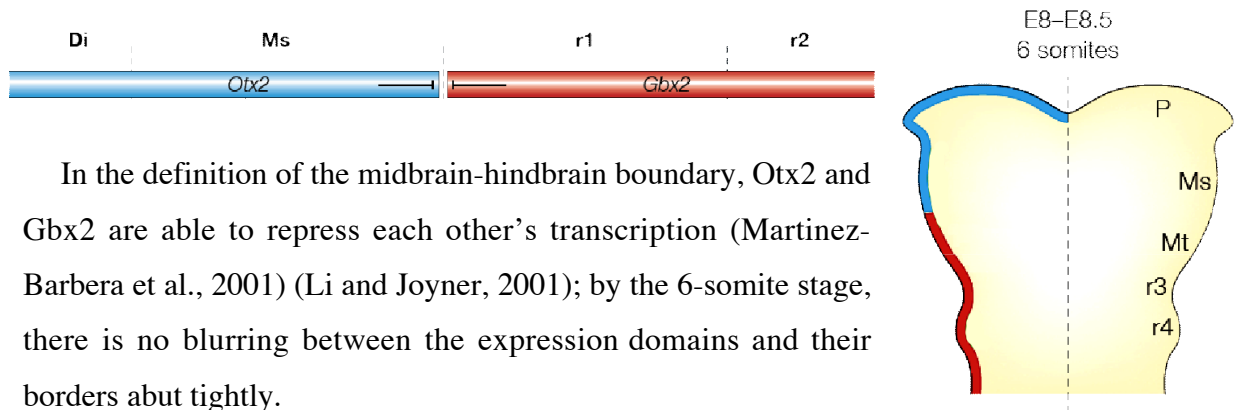 Di Ms r1 r2
Otx2 Gbx2
In the definition of the midbrain-hindbrain boundary, Otx2 and
Gbx2 are able to repress each other’s transcription (Martinez-
Barbera et al., 2001) (Li and Joyner, 2001); by the 6-somite stage,
there is no blurring between the expression domains and their
borders abut tightly.
E8–E8.5
6 somites
P
Ms
Mt
r3
r4